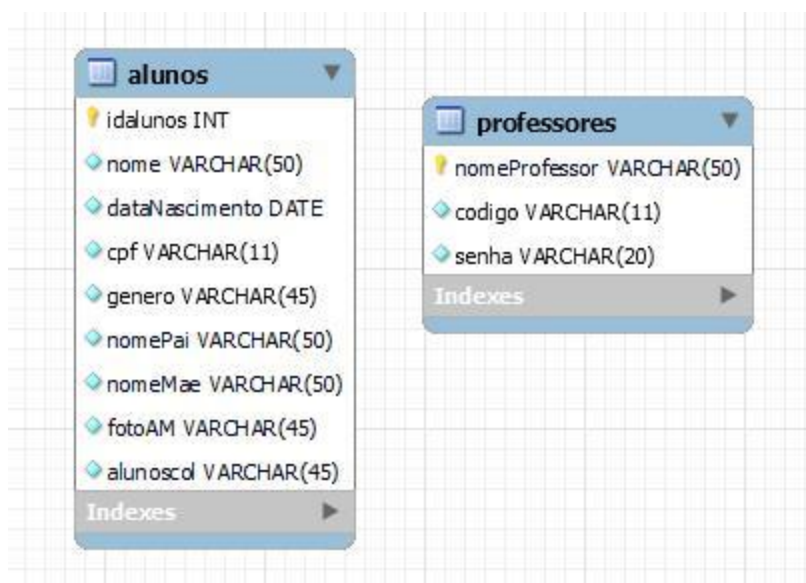 alunos
idalunos INT
nome VARCHAR(50)
dataNascimento DATE
cpf VARCHAR(11)
genero VARCHAR(45)
nomePai VARCHAR(50)
nomeMae VARCHAR(50)
fotoAM VARCHAR(45)
alunoscol VARCHAR(45)
Indexes
professores
nomeProfessor VARCHAR(50)
codigo VARCHAR(11)
senha VARCHAR(20)
Indexes